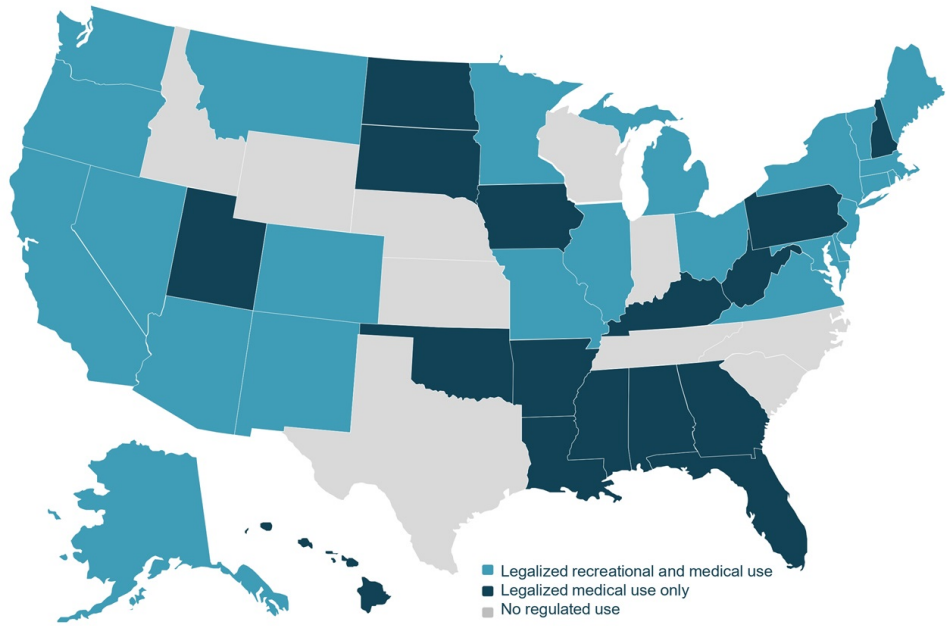 Legalized recreational and medical use
Legalized medical use only
No regulated use